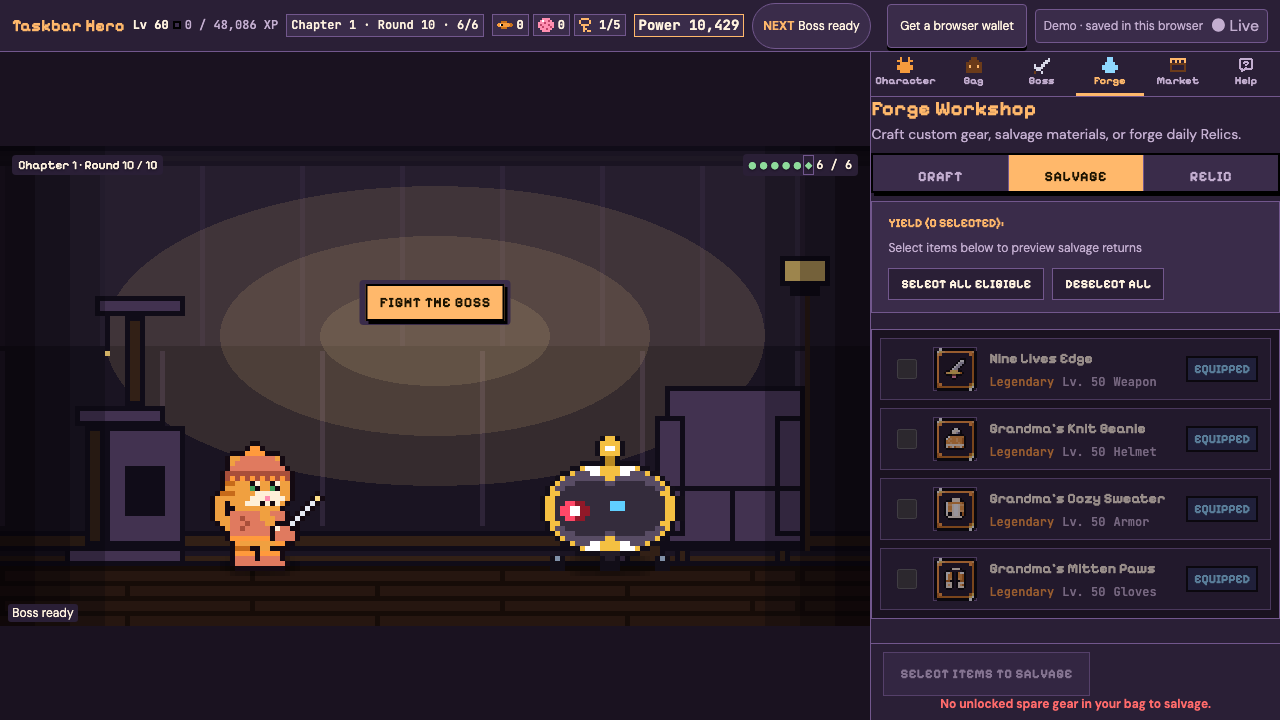 Taskbar Hero Lv 60 0 / 48,086 XP Chapter 1 · Round 10 · 6/6 0 0 1/5 Power 10,429 NEXT Boss ready Get a browser wallet Demo · saved in this browser Live
Character Bag Boss Forge Market Help
Forge Workshop
Craft custom gear, salvage materials, or forge daily Relics.
CRAFT SALVAGE RELIC
Chapter 1 · Round 10 / 10
6 / 6
YIELD (0 SELECTED):
Select items below to preview salvage returns
SELECT ALL ELIGIBLE DESELECT ALL
FIGHT THE BOSS
Nine Lives Edge
Legendary Lv. 50 Weapon
EQUIPPED
Grandma's Knit Beanie
Legendary Lv. 50 Helmet
EQUIPPED
Grandma's Cozy Sweater
Legendary Lv. 50 Armor
EQUIPPED
Grandma's Mitten Paws
Legendary Lv. 50 Gloves
EQUIPPED
Boss ready
SELECT ITEMS TO SALVAGE
No unlocked spare gear in your bag to salvage.